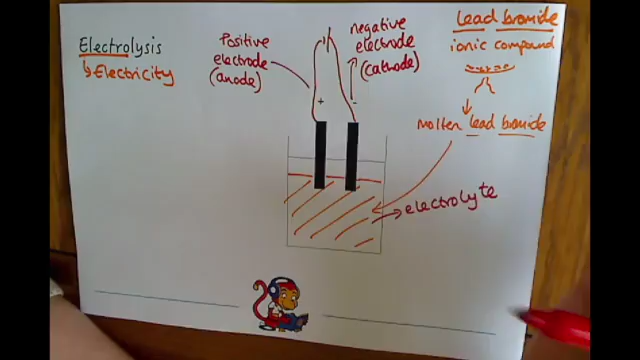 Electrolysis
Electricity
Positive
electrode
(anode)
+
negative
electrode
(cathode)
-
Lead bromide
ionic compound
Molten lead bromide
electrolyte